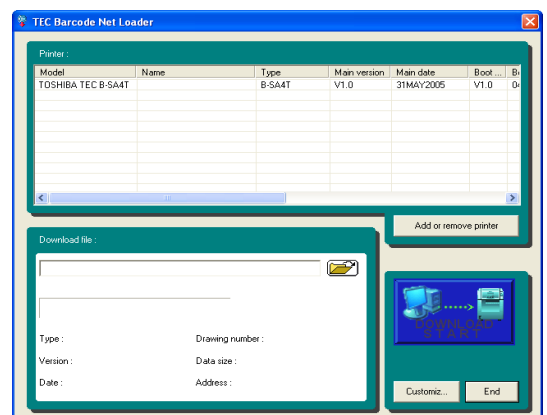 TEC Barcode Net Loader
Printer :
Model Name Type Main version Main date Boot ...
TOSHIBA TEC B-SA4T B-SA4T V1.0 31MAY2005 V1.0
Add or remove printer
Download file :
Type : Drawing number :
Version : Data size :
Date : Address :
DOWNLOAD
START
Customiz... End